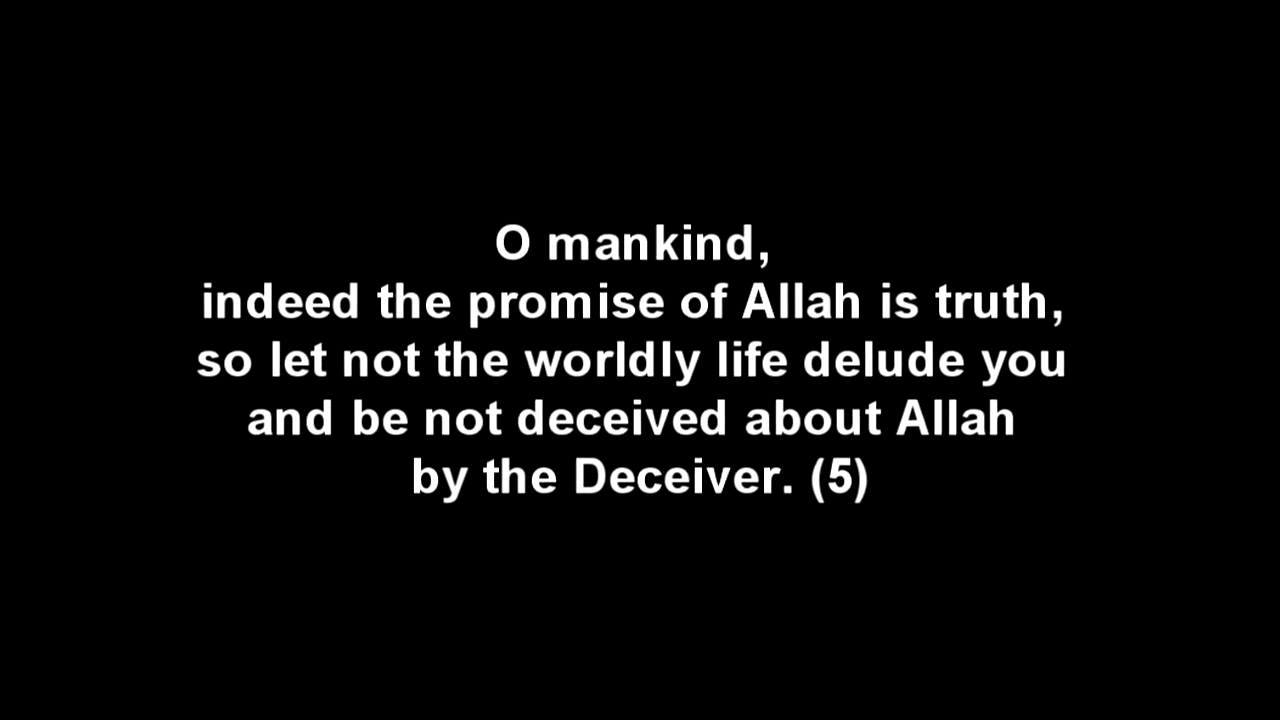 O mankind,
indeed the promise of Allah is truth,
so let not the worldly life delude you
and be not deceived about Allah
by the Deceiver. (5)